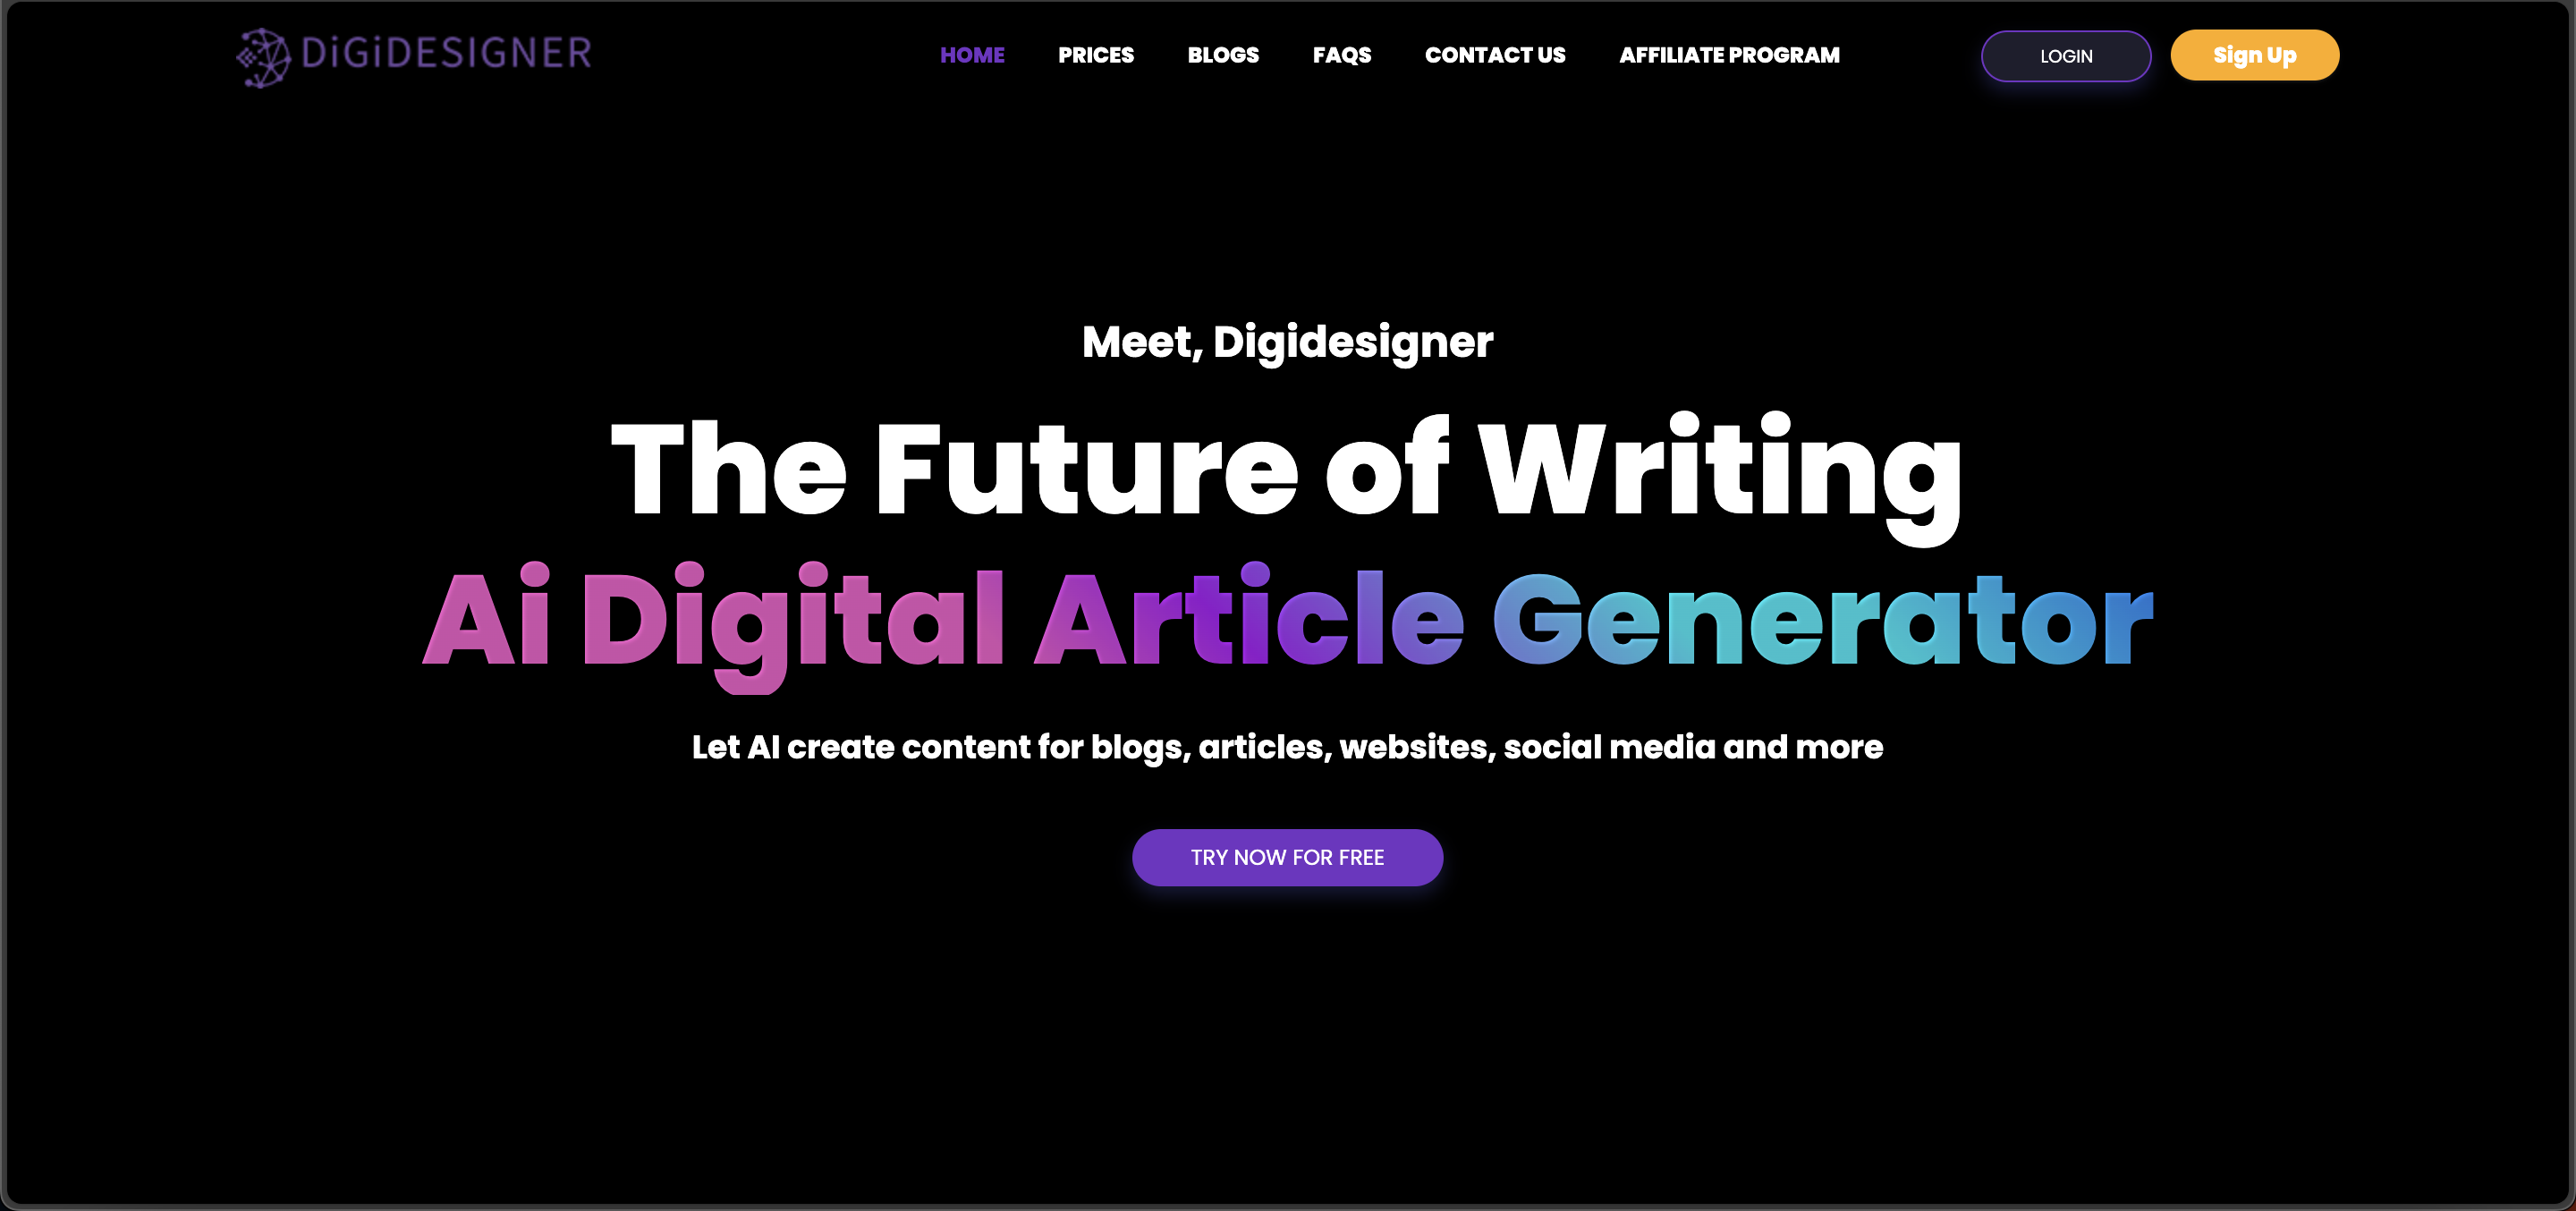 DiGiDESIGNER
HOME PRICES BLOGS FAQS CONTACT US AFFILIATE PROGRAM LOGIN Sign Up
Meet, Digidesigner
The Future of Writing
Ai Digital Article Generator
Let AI create content for blogs, articles, websites, social media and more
TRY NOW FOR FREE